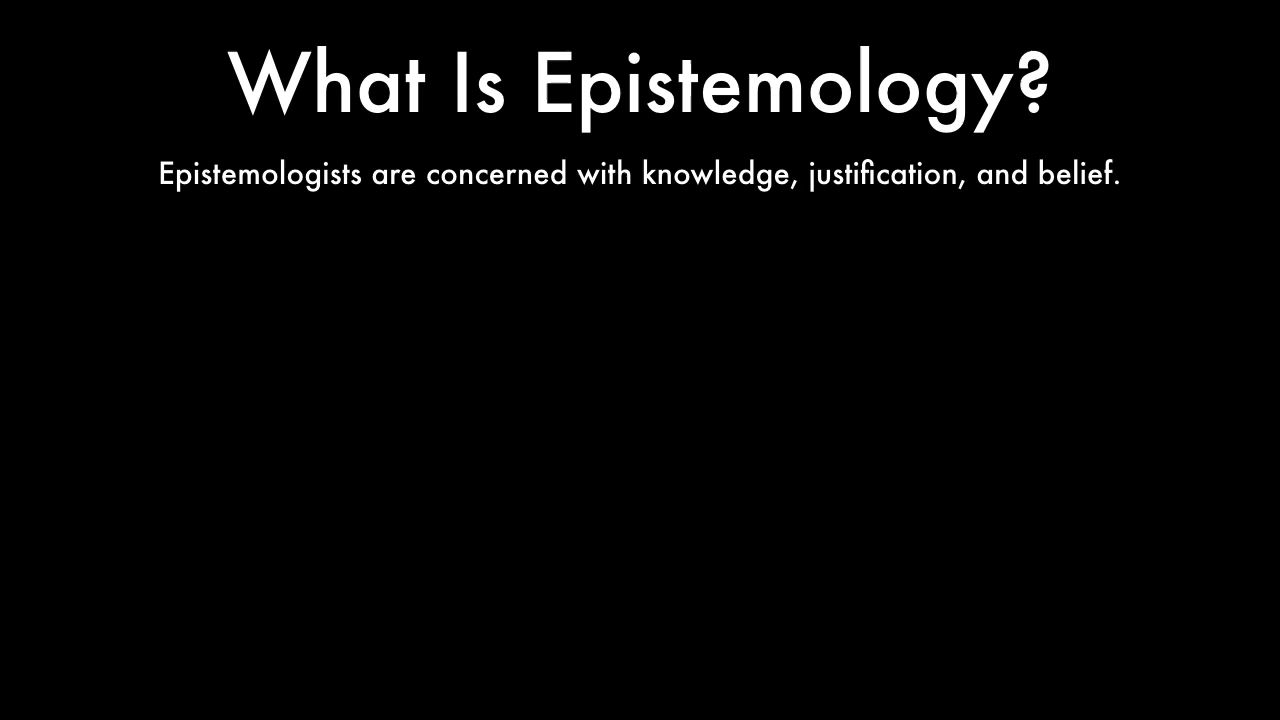 What Is Epistemology?
Epistemologists are concerned with knowledge, justification, and belief.